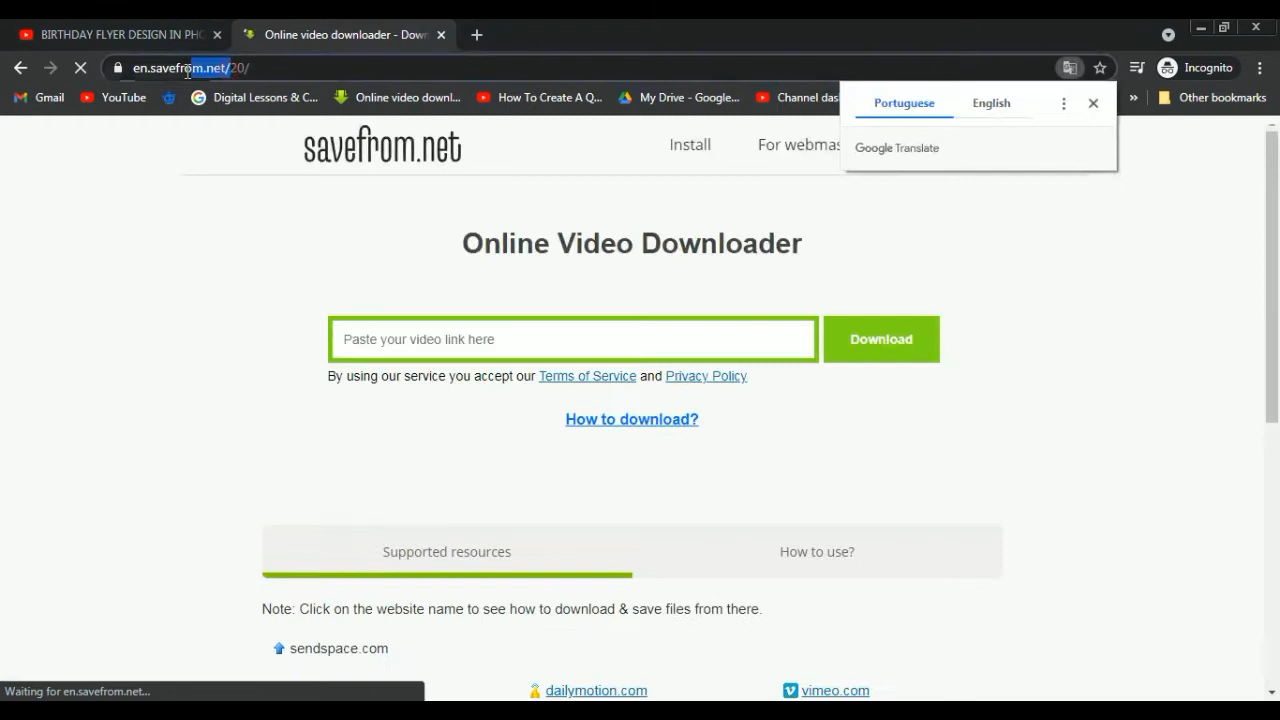 BIRTHDAY FLYER DESIGN IN PHO
Online video downloader - Down
en.savefrom.net/20/
Incognito
Gmail
YouTube
Digital Lessons & C...
Online video downl...
How To Create A Q...
My Drive - Google...
Channel das
»
Other bookmarks
Portuguese
English
Google Translate
savefrom.net
Install
For webmas
Online Video Downloader
Paste your video link here
Download
By using our service you accept our Terms of Service and Privacy Policy
How to download?
Supported resources
How to use?
Note: Click on the website name to see how to download & save files from there.
sendspace.com
dailymotion.com
vimeo.com
Waiting for en.savefrom.net...